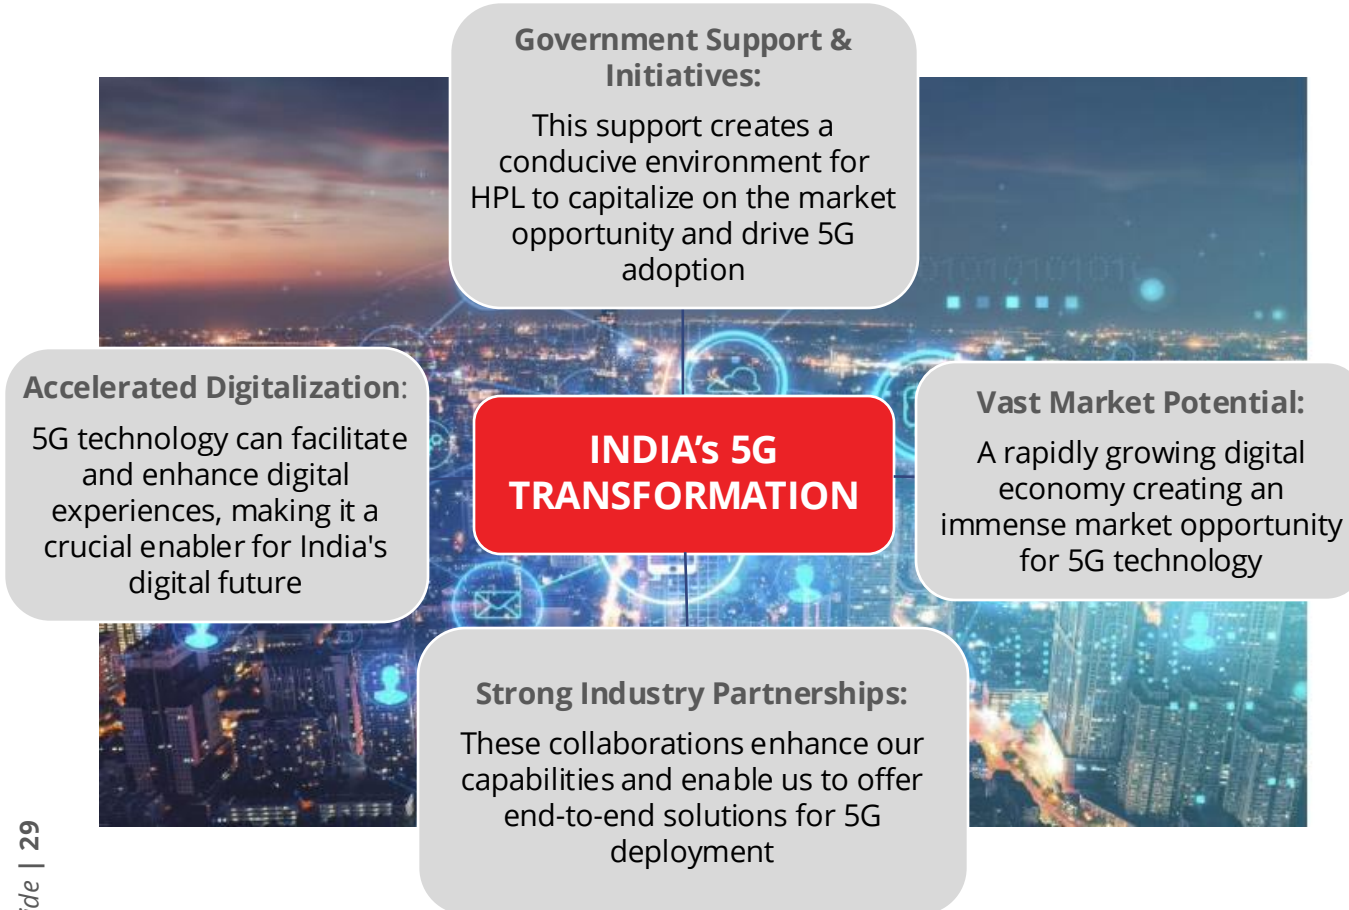 Government Support &
Initiatives:
This support creates a
conducive environment for
HPL to capitalize on the market
opportunity and drive 5G
adoption
Accelerated Digitalization:
5G technology can facilitate
and enhance digital
experiences, making it a
crucial enabler for India's
digital future
INDIA’s 5G
TRANSFORMATION
Vast Market Potential:
A rapidly growing digital
economy creating an
immense market opportunity
for 5G technology
Strong Industry Partnerships:
These collaborations enhance our
capabilities and enable us to offer
end-to-end solutions for 5G
deployment
| 29